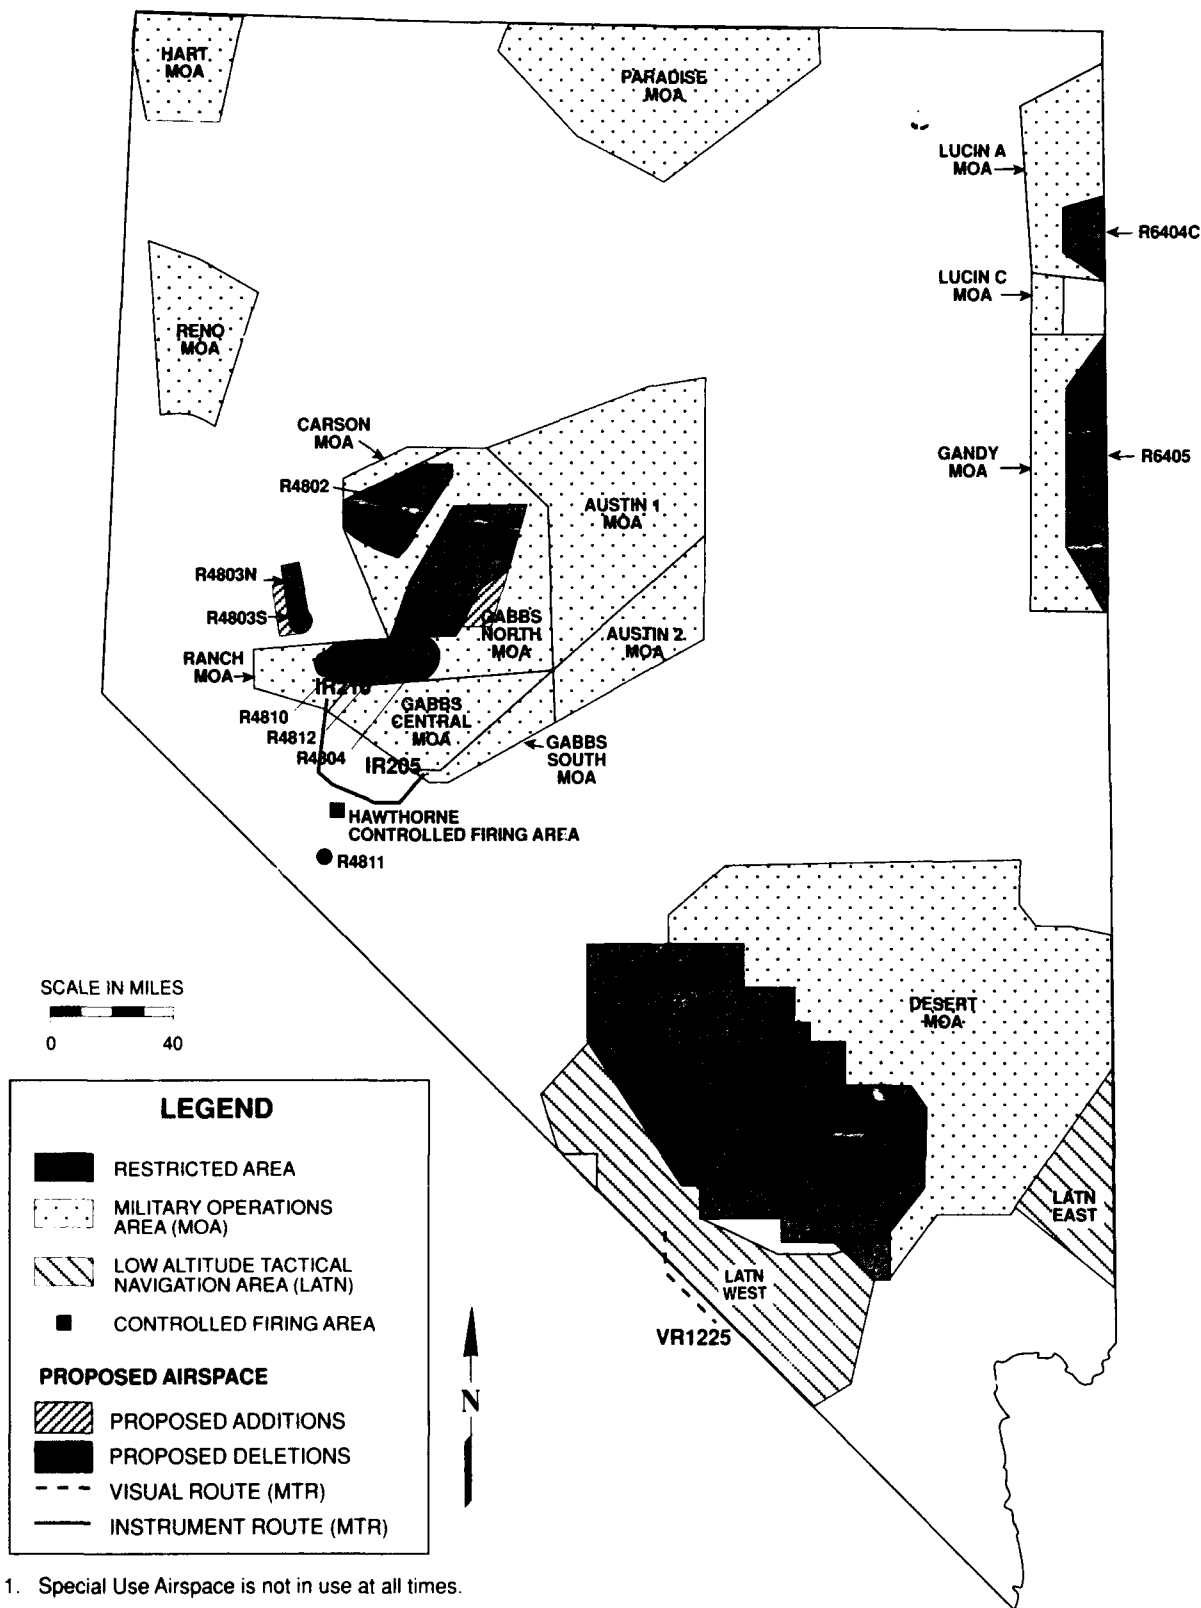 HART
MOA
PARADISE
MOA
LUCIN A
MOA
R6404C
LUCIN C
MOA
RENO
MOA
CARSON
MOA
R4802
AUSTIN 1
MOA
GANDY
MOA
R6405
R4803N
R4803S
GABBS
NORTH
MOA
AUSTIN 2
MOA
RANCH
MOA
R4810
R4812
R4804
GABBS
CENTRAL
MOA
IR205
GABBS
SOUTH
MOA
HAWTHORNE
CONTROLLED FIRING AREA
R4811
SCALE IN MILES
0 40
DESERT
MOA
LATN
EAST
LATN
WEST
VR1225
N
LEGEND
RESTRICTED AREA
MILITARY OPERATIONS
AREA (MOA)
LOW ALTITUDE TACTICAL
NAVIGATION AREA (LATN)
CONTROLLED FIRING AREA
PROPOSED AIRSPACE
PROPOSED ADDITIONS
PROPOSED DELETIONS
VISUAL ROUTE (MTR)
INSTRUMENT ROUTE (MTR)
1. Special Use Airspace is not in use at all times.